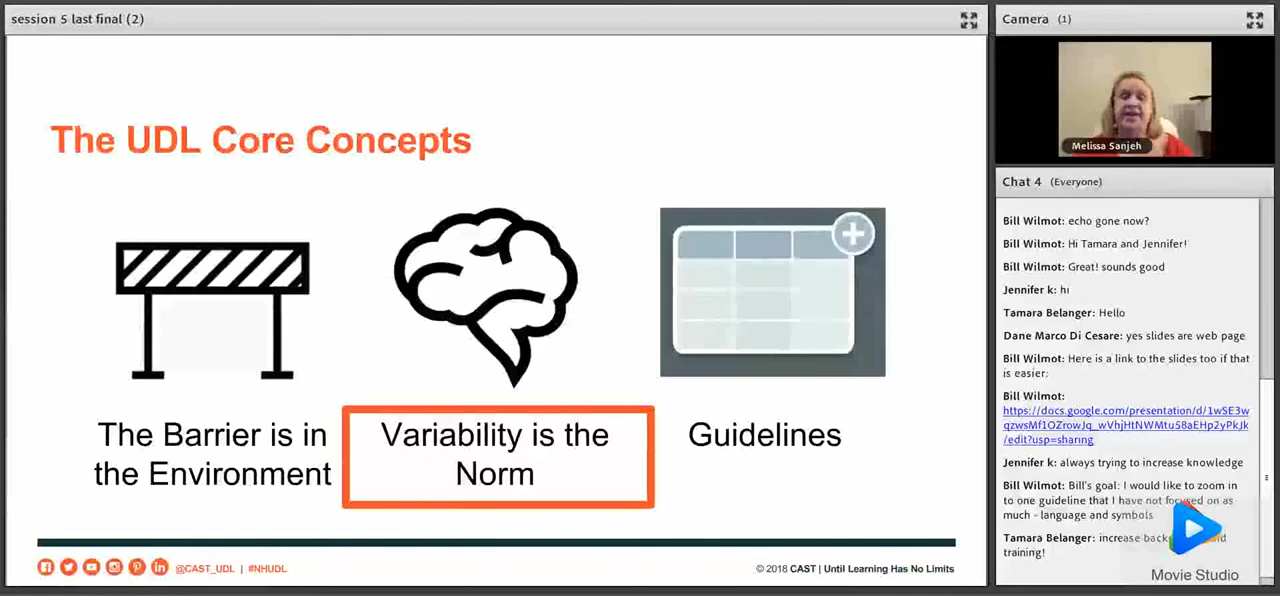 session 5 last final (2)
The UDL Core Concepts
The Barrier is in
the Environment
Variability is the
Norm
Guidelines
@CAST_UDL | #NHUDL
© 2018 CAST | Until Learning Has No Limits
Camera (1)
Melissa Sanjeh
Chat 4 (Everyone)
Bill Wilmot: echo gone now?
Bill Wilmot: Hi Tamara and Jennifer!
Bill Wilmot: Great! sounds good
Jennifer k: hi
Tamara Belanger: Hello
Dane Marco Di Cesare: yes slides are web page
Bill Wilmot: Here is a link to the slides too if that
is easier:
Bill Wilmot:
https://docs.google.com/presentation/d/1wSE3w
qzwsMf1OZrowJq_wVhjHtNWMtu58aEHp2yPkJk
/edit?usp=sharing
Jennifer k: always trying to increase knowledge
Bill Wilmot: Bill's goal: I would like to zoom in
to one guideline that I have not focused on as
much - language and symbols
Tamara Belanger: increase
training!
Movie Studio